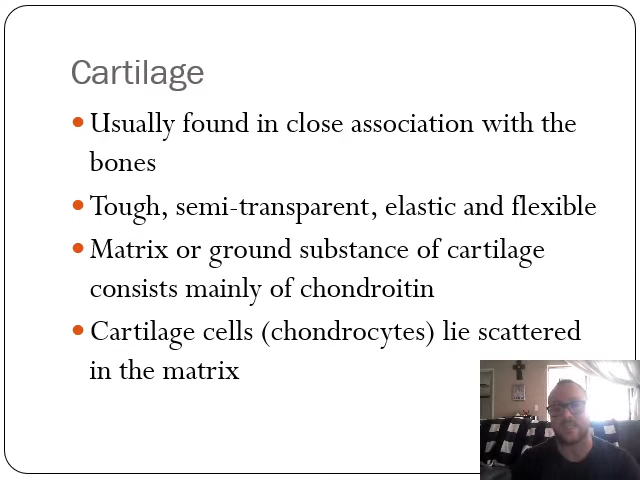 Cartilage
Usually found in close association with the
bones
Tough, semi-transparent, elastic and flexible
Matrix or ground substance of cartilage
consists mainly of chondroitin
Cartilage cells (chondrocytes) lie scattered
in the matrix